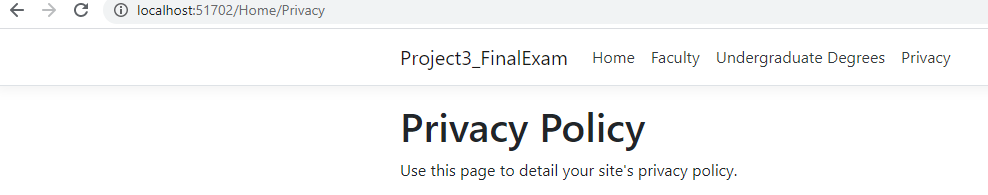 localhost:51702/Home/Privacy
Project3_FinalExam Home Faculty Undergraduate Degrees Privacy
Privacy Policy
Use this page to detail your site's privacy policy.